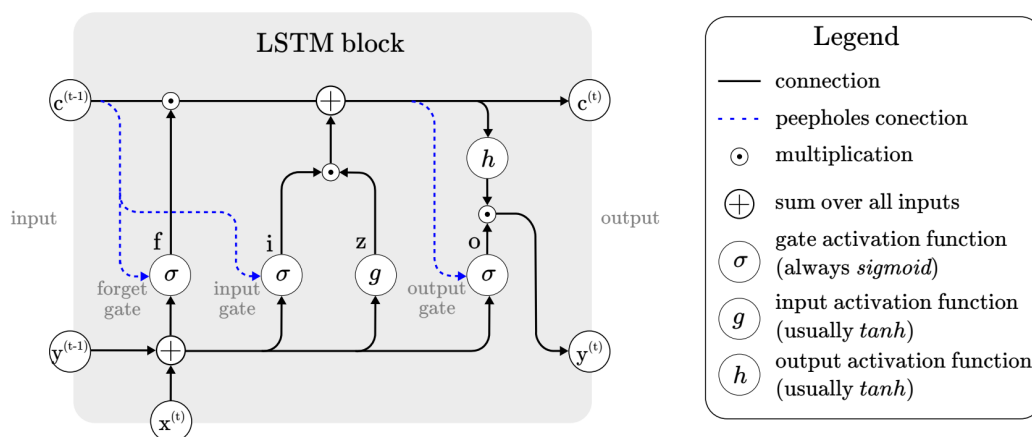 LSTM block
c(t-1)
c(t)
h
input
output
f
i
z
o
σ
σ
g
σ
forget
gate
input
gate
output
gate
y(t-1)
y(t)
x(t)
Legend
connection
peepholes conection
multiplication
sum over all inputs
σ
gate activation function
(always sigmoid)
g
input activation function
(usually tanh)
h
output activation function
(usually tanh)